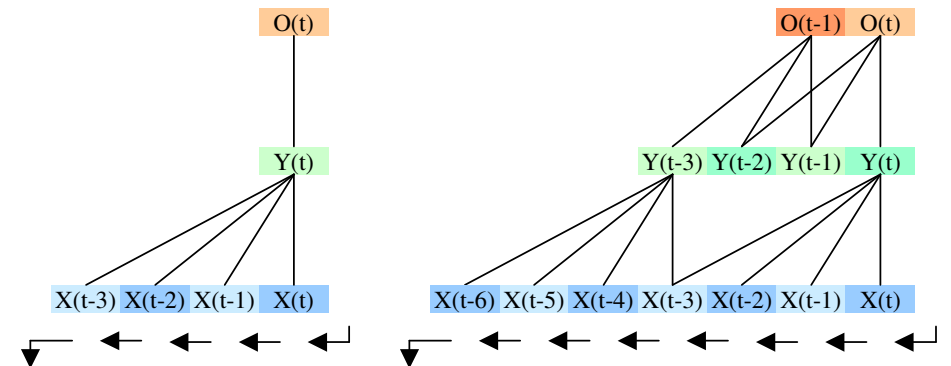 O(t)
O(t-1) O(t)
Y(t)
Y(t-3) Y(t-2) Y(t-1) Y(t)
X(t-3) X(t-2) X(t-1) X(t)
X(t-6) X(t-5) X(t-4) X(t-3) X(t-2) X(t-1) X(t)